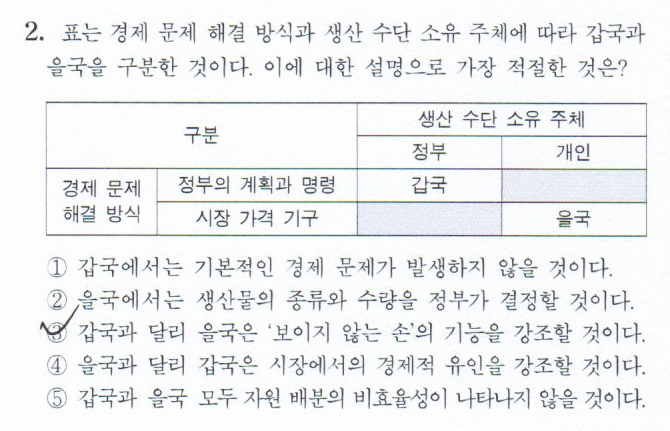 2. 표는 경제 문제 해결 방식과 생산 수단 소유 주체에 따라 갑국과
을국을 구분한 것이다. 이에 대한 설명으로 가장 적절한 것은?
구분 생산 수단 소유 주체
정부 개인
경제 문제 해결 방식 정부의 계획과 명령 갑국
시장 가격 기구 을국
① 갑국에서는 기본적인 경제 문제가 발생하지 않을 것이다.
② 을국에서는 생산물의 종류와 수량을 정부가 결정할 것이다.
③ 갑국과 달리 을국은 ‘보이지 않는 손’의 기능을 강조할 것이다.
④ 을국과 달리 갑국은 시장에서의 경제적 유인을 강조할 것이다.
⑤ 갑국과 을국 모두 자원 배분의 비효율성이 나타나지 않을 것이다.